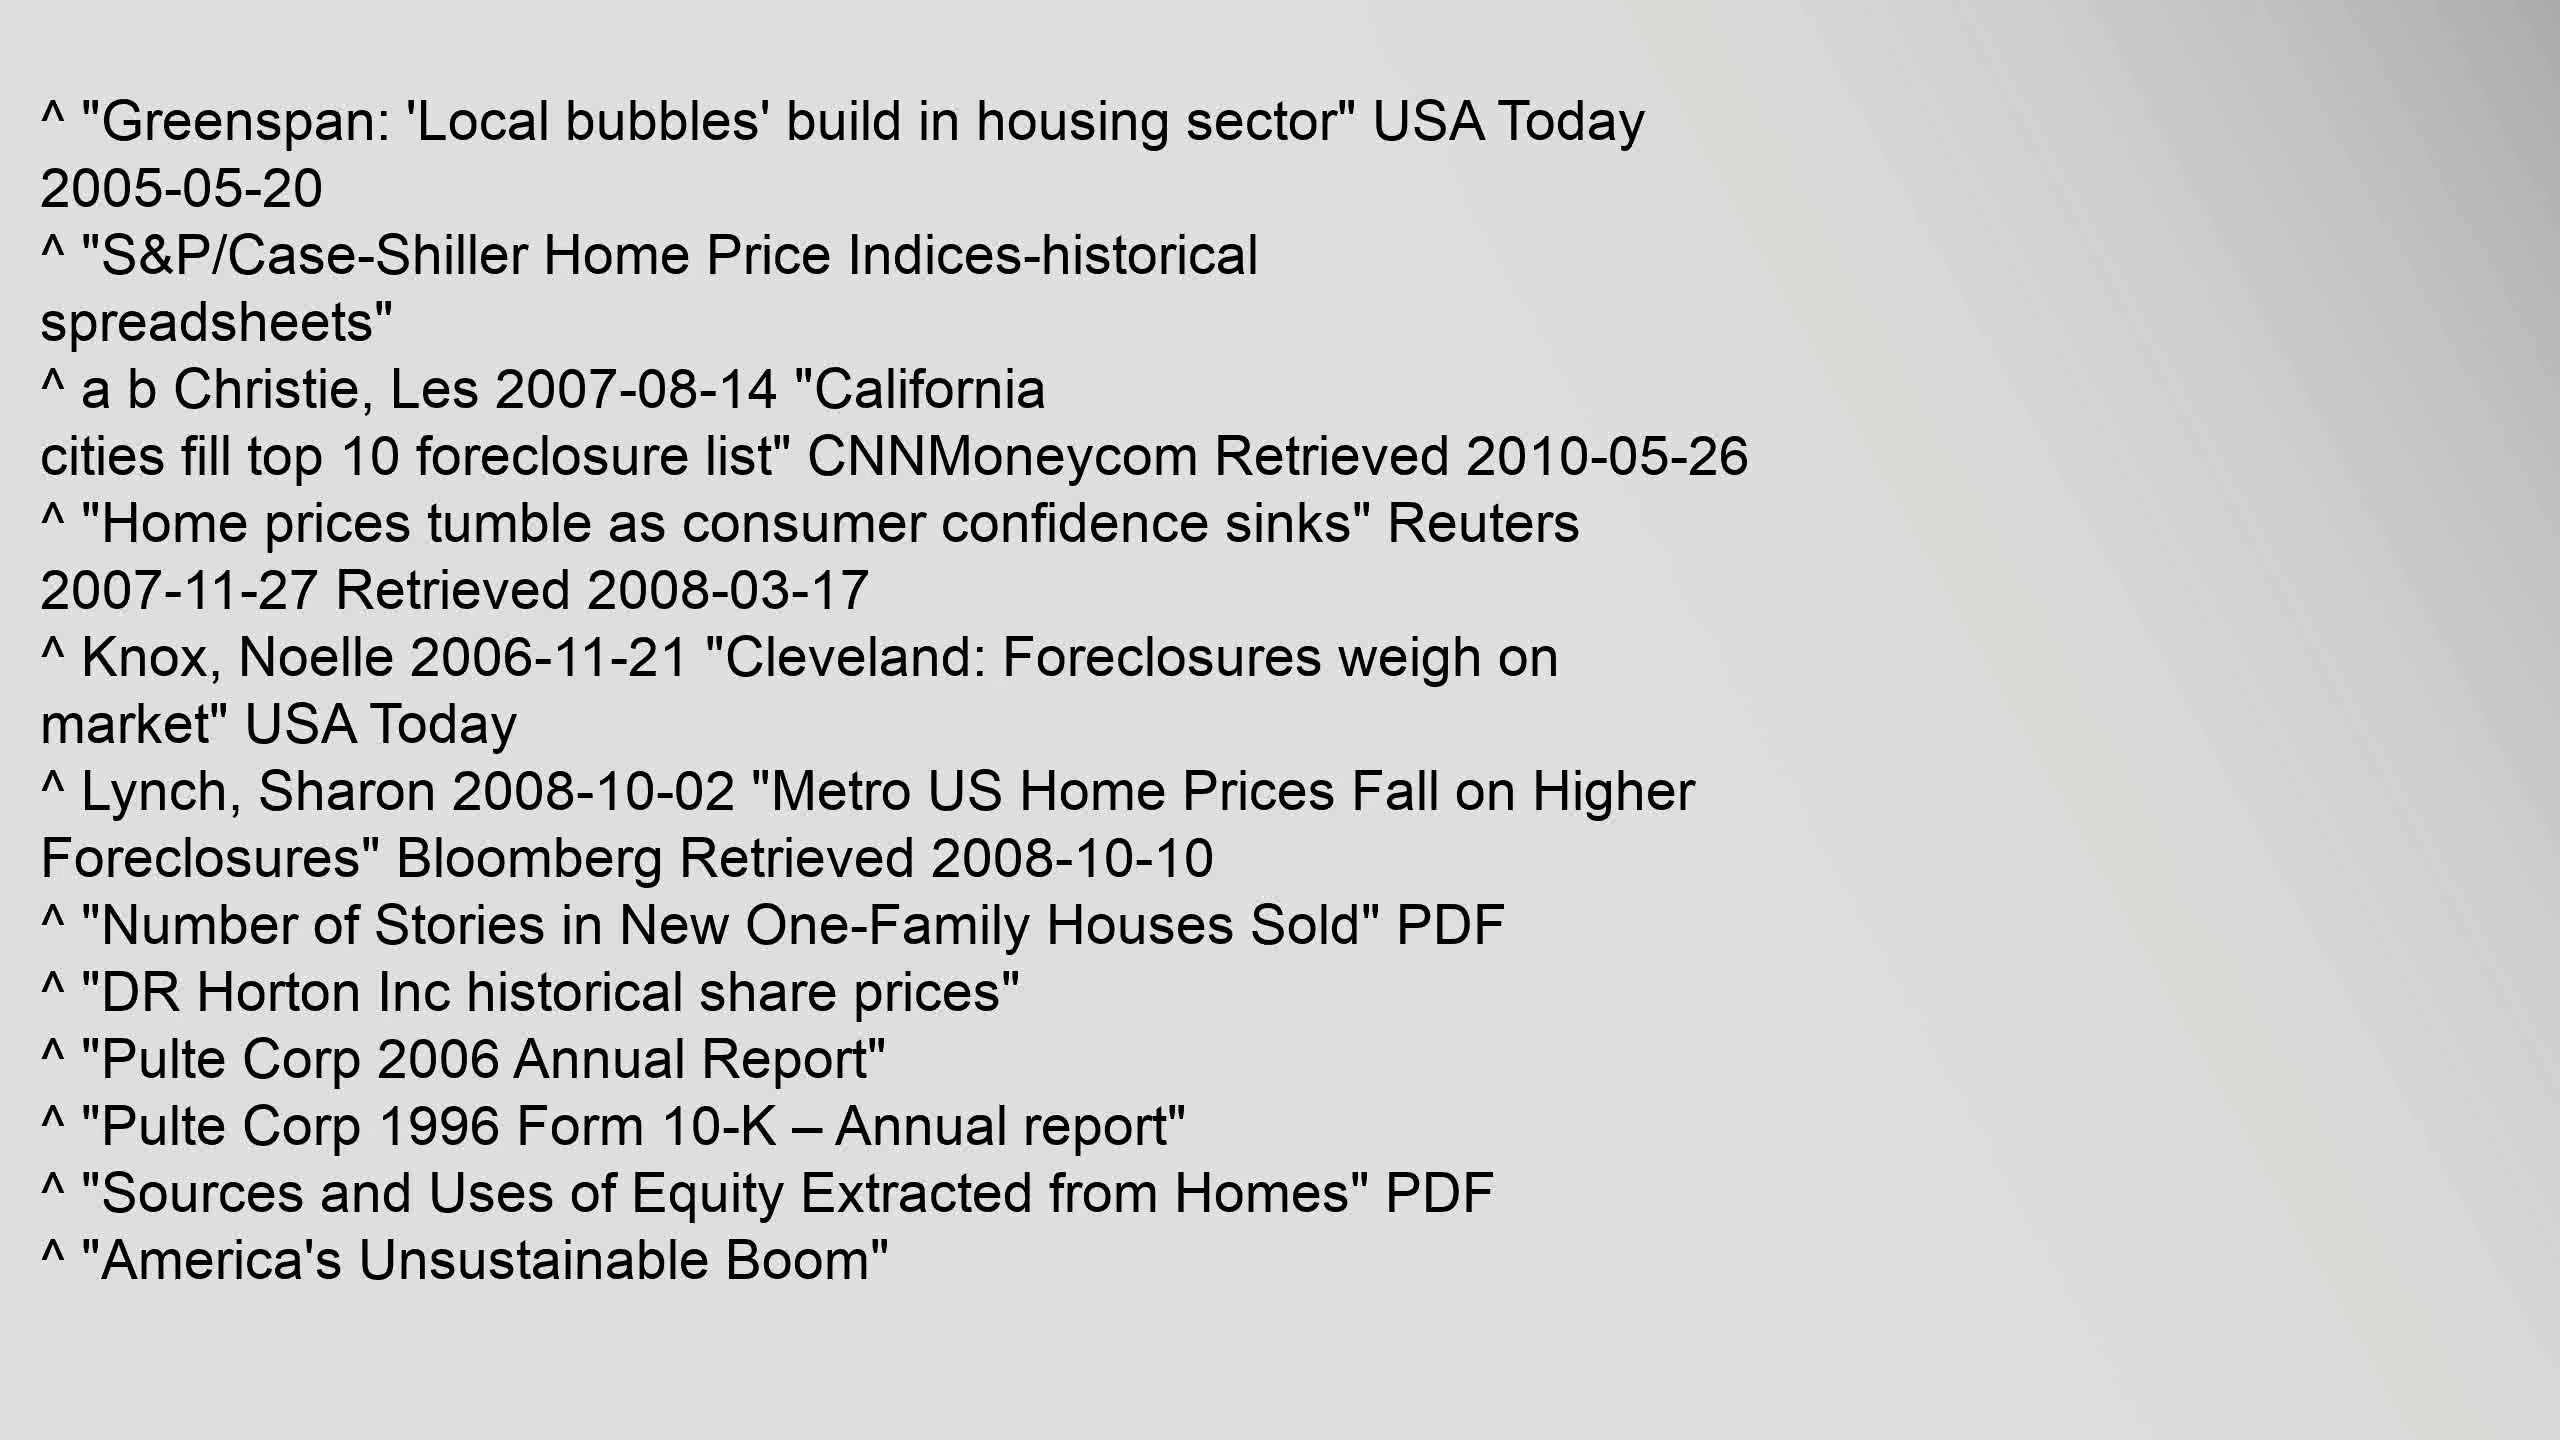 ^ "Greenspan: 'Local bubbles' build in housing sector" USA Today
2005-05-20
^ "S&P/Case-Shiller Home Price Indices-historical
spreadsheets"
^ a b Christie, Les 2007-08-14 "California
cities fill top 10 foreclosure list" CNNMoneycom Retrieved 2010-05-26
^ "Home prices tumble as consumer confidence sinks" Reuters
2007-11-27 Retrieved 2008-03-17
^ Knox, Noelle 2006-11-21 "Cleveland: Foreclosures weigh on
market" USA Today
^ Lynch, Sharon 2008-10-02 "Metro US Home Prices Fall on Higher
Foreclosures" Bloomberg Retrieved 2008-10-10
^ "Number of Stories in New One-Family Houses Sold" PDF
^ "DR Horton Inc historical share prices"
^ "Pulte Corp 2006 Annual Report"
^ "Pulte Corp 1996 Form 10-K – Annual report"
^ "Sources and Uses of Equity Extracted from Homes" PDF
^ "America's Unsustainable Boom"